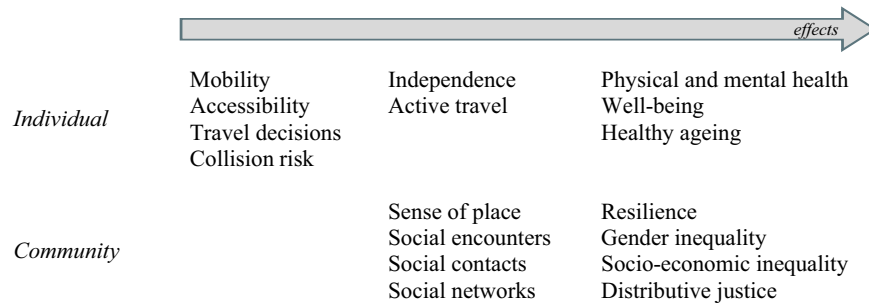 effects
Mobility Independence Physical and mental health
Accessibility Active travel Well-being
Individual
Travel decisions Healthy ageing
Collision risk
Sense of place Resilience
Social encounters Gender inequality
Community
Social contacts Socio-economic inequality
Social networks Distributive justice